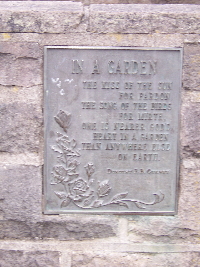 IN A GARDEN
THE KISS OF THE SUN
FOR PARDON
THE SONG OF THE BIRDS
FOR MIRTH
ONE IS NEARER GOD'S
HEART IN A GARDEN
THAN ANYWHERE ELSE
ON EARTH.